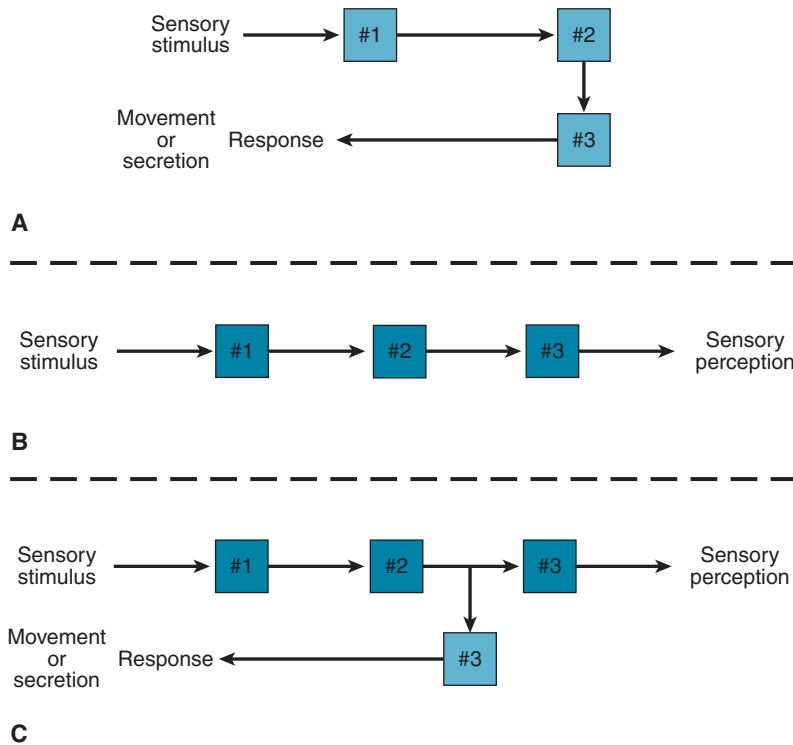 Sensory
stimulus
#1
#2
Movement
or
secretion
Response
#3
A
Sensory
stimulus
#1
#2
#3
Sensory
perception
B
Sensory
stimulus
#1
#2
#3
Sensory
perception
Movement
or
secretion
Response
#3
C